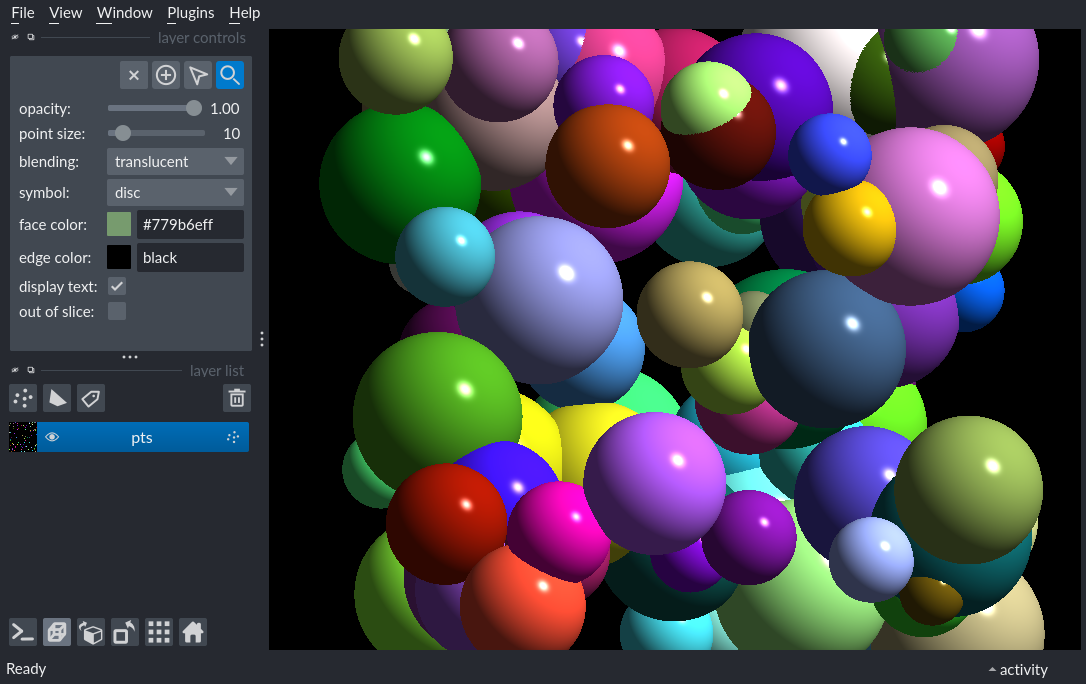 File View Window Plugins Help
layer controls
opacity: 1.00
point size: 10
blending: translucent
symbol: disc
face color: #779b6eff
edge color: black
display text:
out of slice:
layer list
pts
Ready
activity